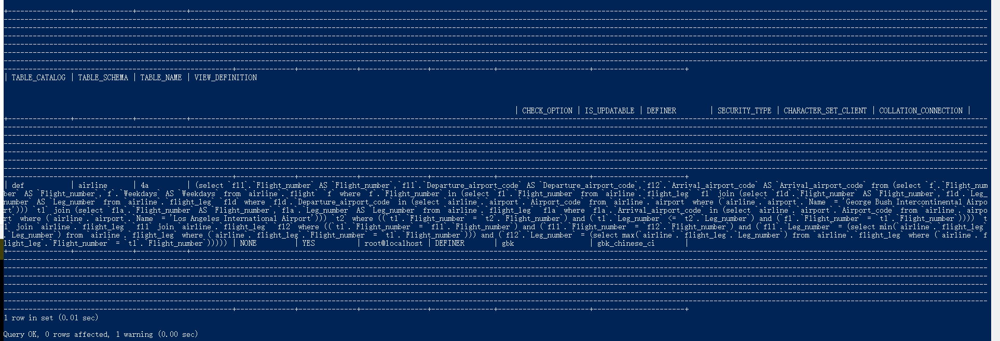 | TABLE_CATALOG | TABLE_SCHEMA | TABLE_NAME | VIEW_DEFINITION
| CHECK_OPTION | IS_UPDATABLE | DEFINER | SECURITY_TYPE | CHARACTER_SET_CLIENT | COLLATION_CONNECTION |
| def | airline | 4a | (select `f11`.`Flight_number` AS `Flight_number`,`f11`.`Departure_airport_code` AS `Departure_airport_code`,`f12`.`Arrival_airport_code` AS `Arrival_airport_code` from (select `f`.`Flight_num
ber` AS `Flight_number`,`f`.`Weekdays` AS `Weekdays` from `airline`.`flight` `f` where `f`.`Flight_number` in (select `f1`.`Flight_number` from `airline`.`flight_leg` `f1` join (select `f1d`.`Flight_number` AS `Flight_number`,`f1d`.`Leg_
number` AS `Leg_number` from `airline`.`flight_leg` `f1d` where `f1d`.`Departure_airport_code` in (select `airline`.`airport`.`Airport_code` from `airline`.`airport` where (`airline`.`airport`.`Name` = 'George Bush Intercontinental Airpo
rt'))) `t1` join (select `f1a`.`Flight_number` AS `Flight_number`,`f1a`.`Leg_number` AS `Leg_number` from `airline`.`flight_leg` `f1a` where `f1a`.`Arrival_airport_code` in (select `airline`.`airport`.`Airport_code` from `airline`.`airpo
rt` where (`airline`.`airport`.`Name` = 'Los Angeles International Airport'))) `t2` where ((`t1`.`Flight_number` = `t2`.`Flight_number`) and (`t1`.`Leg_number` <= `t2`.`Leg_number`) and (`f1`.`Flight_number` = `t1`.`Flight_number`)))) `t
1` join `airline`.`flight_leg` `f11` join `airline`.`flight_leg` `f12` where ((`t1`.`Flight_number` = `f11`.`Flight_number`) and (`f11`.`Flight_number` = `f12`.`Flight_number`) and (`f11`.`Leg_number` = (select min(`airline`.`flight_leg`
.`Leg_number`) from `airline`.`flight_leg` where (`airline`.`flight_leg`.`Flight_number` = `t1`.`Flight_number`))) and (`f12`.`Leg_number` = (select max(`airline`.`flight_leg`.`Leg_number`) from `airline`.`flight_leg` where (`airline`.`f
light_leg`.`Flight_number` = `t1`.`Flight_number`))))) | NONE | YES | root@localhost | DEFINER | gbk | gbk_chinese_ci |
1 row in set (0.01 sec)
Query OK, 0 rows affected, 1 warning (0.00 sec)